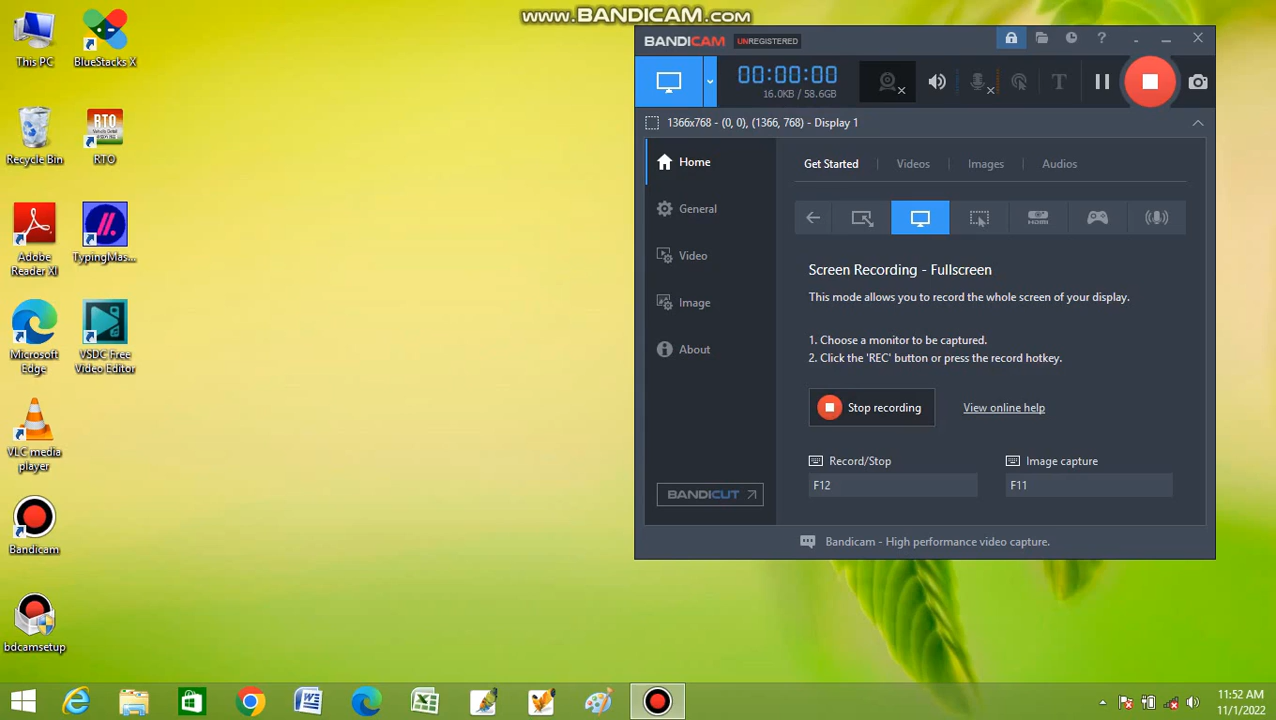 www.BANDICAM.com
This PC
BlueStacks X
Recycle Bin
RTO
RTO
Adobe
Reader XI
TypingMas...
Microsoft
Edge
VSDC Free
Video Editor
VLC media
player
Bandicam
bdcamsetup
BANDICAM UNREGISTERED
00:00:00
16.0KB / 58.6GB
1366x768 - (0, 0), (1366, 768) - Display 1
Home
General
Video
Image
About
BANDICUT
Get Started
Videos
Images
Audios
HDMI
Screen Recording - Fullscreen
This mode allows you to record the whole screen of your display.
1. Choose a monitor to be captured.
2. Click the 'REC' button or press the record hotkey.
Stop recording
View online help
Record/Stop
Image capture
F12
F11
Bandicam - High performance video capture.
11:52 AM
11/1/2022